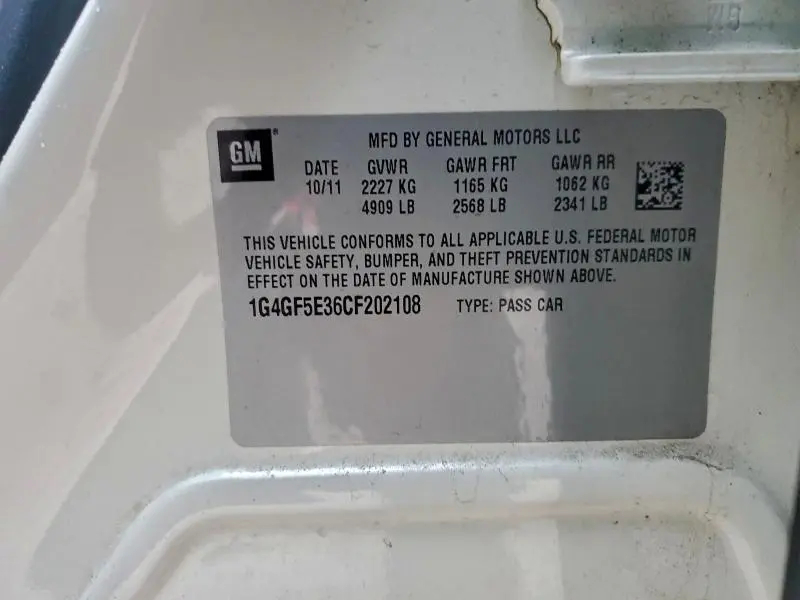 GM®
MFD BY GENERAL MOTORS LLC
DATE GVWR GAWR FRT GAWR RR
10/11 2227 KG 1165 KG 1062 KG
4909 LB 2568 LB 2341 LB
THIS VEHICLE CONFORMS TO ALL APPLICABLE U.S. FEDERAL MOTOR
VEHICLE SAFETY, BUMPER, AND THEFT PREVENTION STANDARDS IN
EFFECT ON THE DATE OF MANUFACTURE SHOWN ABOVE.
1G4GF5E36CF202108 TYPE: PASS CAR